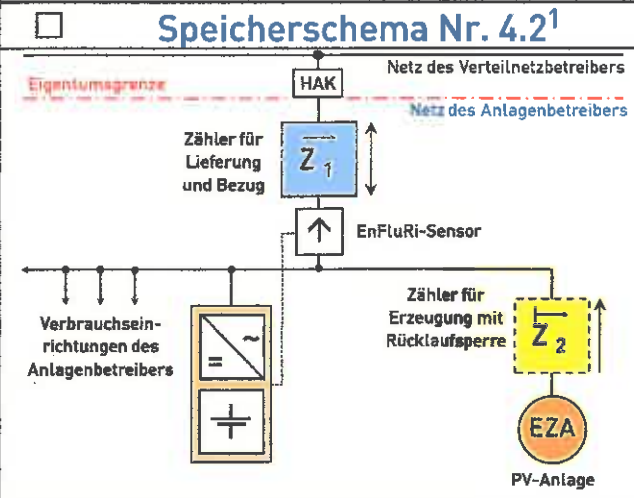 Speicherschema Nr. 4.2¹
Netz des Verteilnetzbetreibers
HAK
Eigentumsgrenze
Netz des Anlagenbetreibers
Zähler für
Lieferung
und Bezug
Z 1
EnFluRi-Sensor
Zähler für
Erzeugung mit
Rücklaufsperre
Z 2
Verbrauchsein-
richtungen des
Anlagenbetreibers
EZA
PV-Anlage